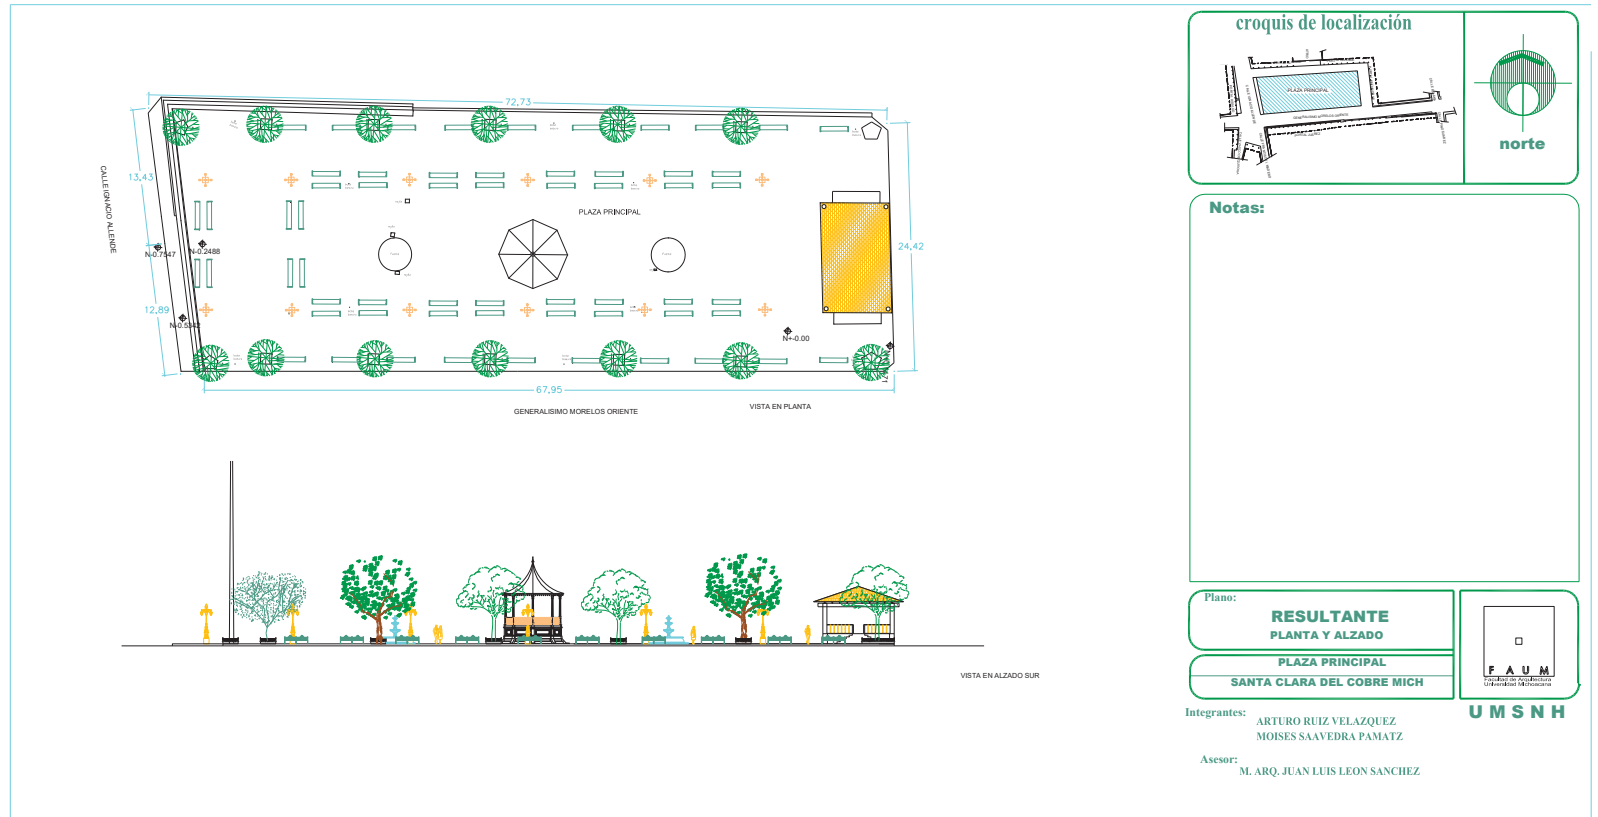 croquis de localización
PLAZA PRINCIPAL
norte
Notas:
72,73
13,43
CALLE IGNACIO ALLENDE
PLAZA PRINCIPAL
N-0.7547
N-0.2488
24,42
12,89
N-0.5342
N+-0.00
67,95
GENERALISIMO MORELOS ORIENTE
VISTA EN PLANTA
VISTA EN ALZADO SUR
Plano:
RESULTANTE
PLANTA Y ALZADO
PLAZA PRINCIPAL
SANTA CLARA DEL COBRE MICH
F A U M
Facultad de Arquitectura
Universidad Michoacana
U M S N H
Integrantes:
ARTURO RUIZ VELAZQUEZ
MOISES SAAVEDRA PAMATZ
Asesor:
M. ARQ. JUAN LUIS LEON SANCHEZ